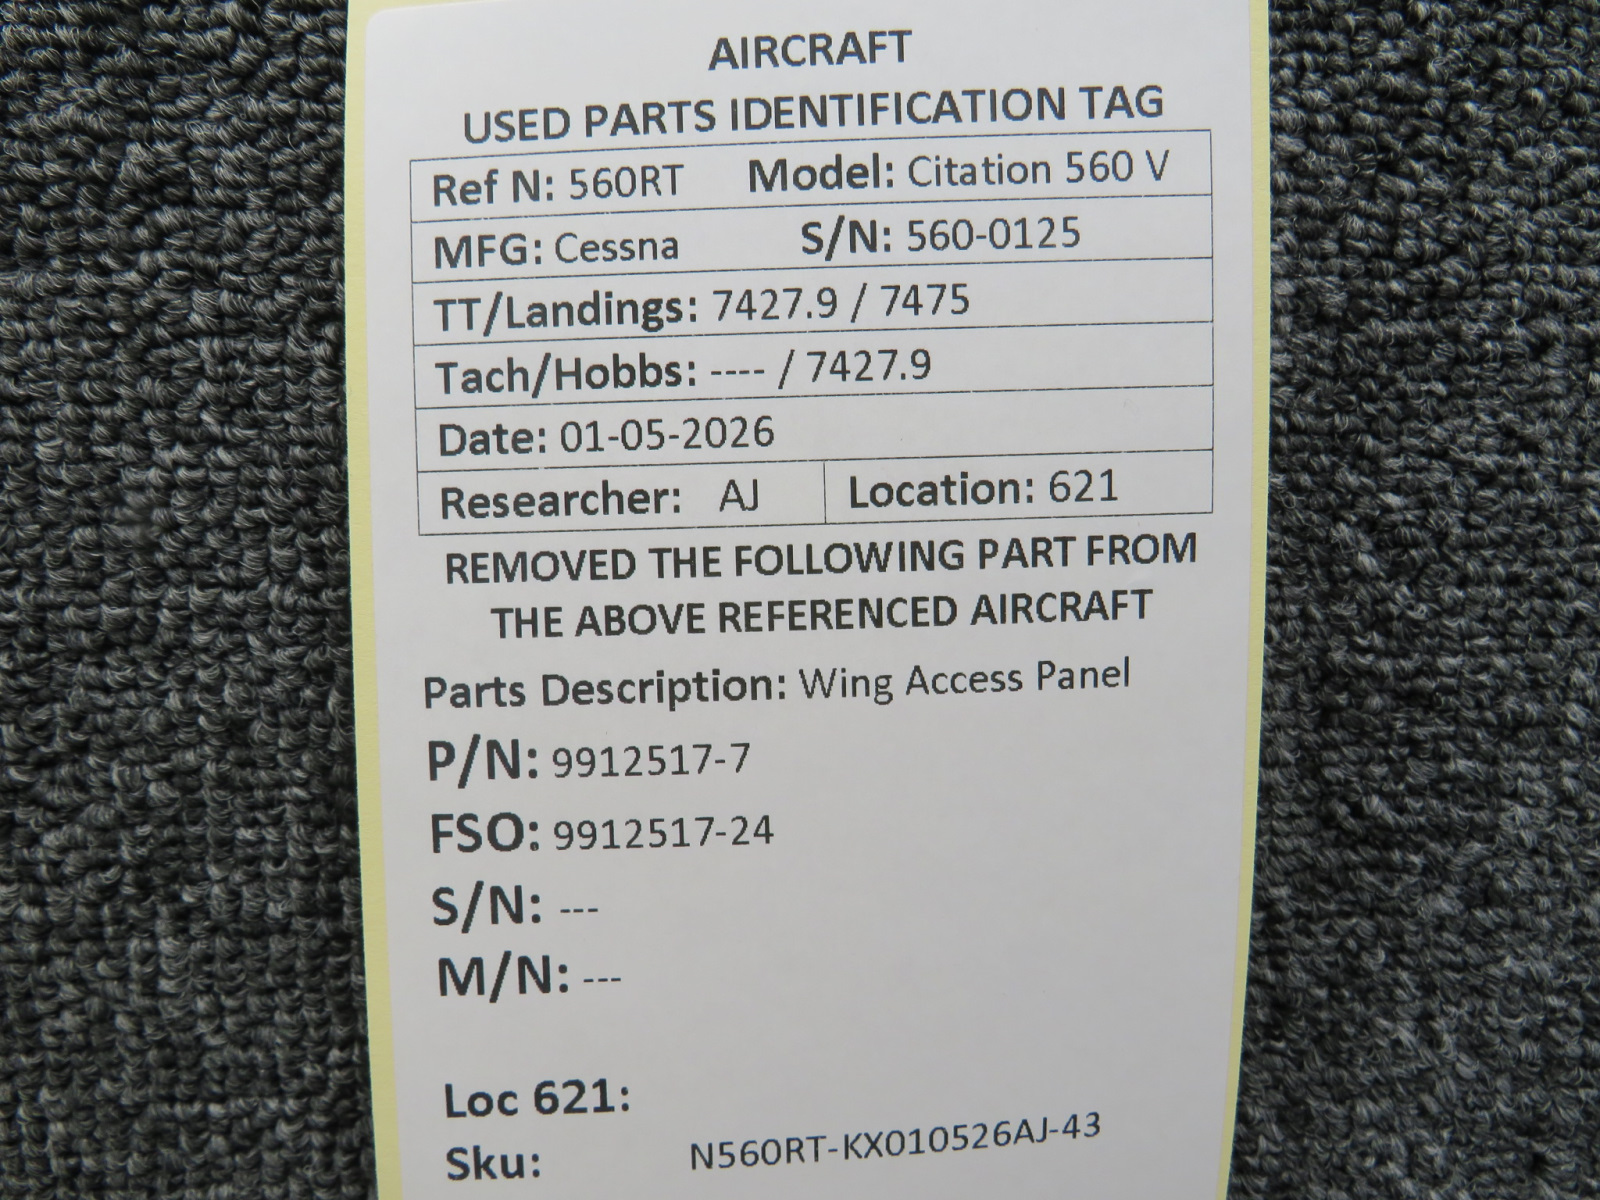 AIRCRAFT
USED PARTS IDENTIFICATION TAG
Ref N: 560RT Model: Citation 560 V
MFG: Cessna S/N: 560-0125
TT/Landings: 7427.9 / 7475
Tach/Hobbs: ---- / 7427.9
Date: 01-05-2026
Researcher: AJ Location: 621
REMOVED THE FOLLOWING PART FROM
THE ABOVE REFERENCED AIRCRAFT
Parts Description: Wing Access Panel
P/N: 9912517-7
FSO: 9912517-24
S/N: ---
M/N: ---
Loc 621:
Sku: N560RT-KX010526AJ-43